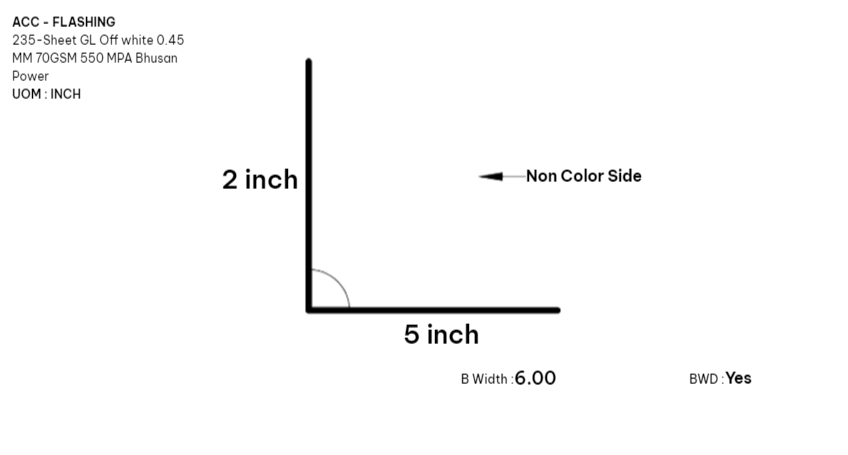 ACC - FLASHING
235-Sheet GL Off white 0.45
MM 70GSM 550 MPA Bhusan
Power
UOM : INCH
2 inch
Non Color Side
5 inch
B Width :6.00
BWD :Yes